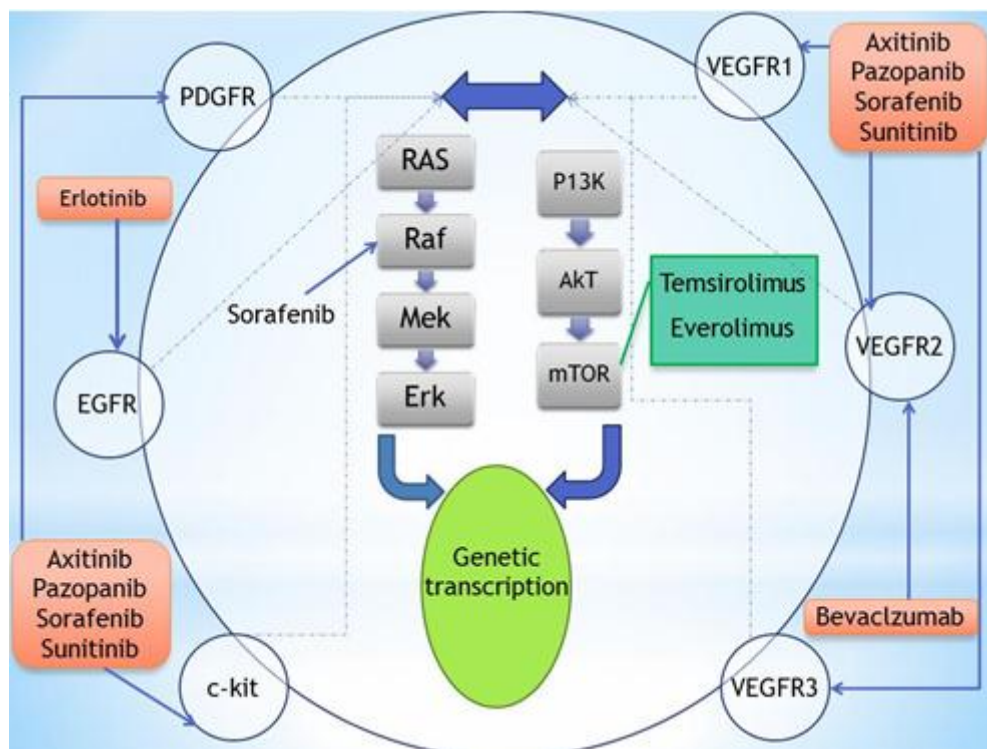 PDGFR
VEGFR1
Axitinib
Pazopanib
Sorafenib
Sunitinib
Erlotinib
RAS
Raf
Mek
Erk
P13K
AkT
mTOR
Sorafenib
Temsirolimus
Everolimus
EGFR
VEGFR2
Genetic
transcription
Axitinib
Pazopanib
Sorafenib
Sunitinib
Bevaclzumab
c-kit
VEGFR3